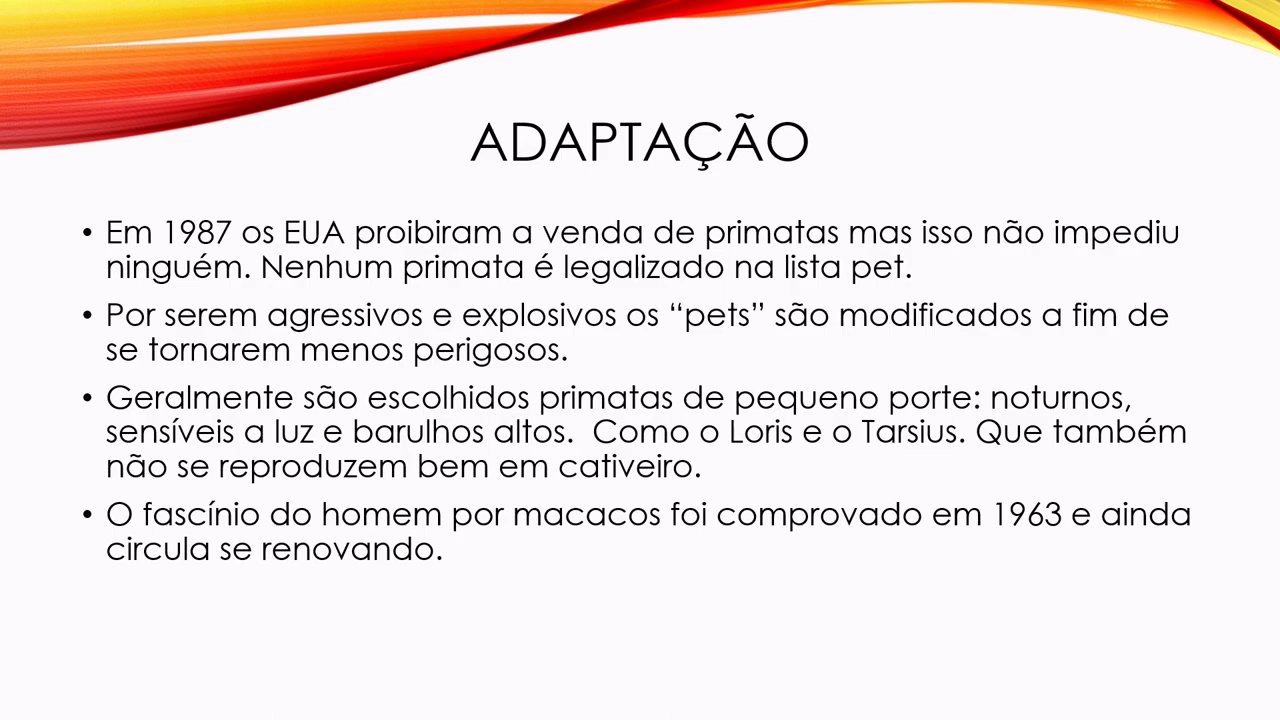 ADAPTAÇÃO
• Em 1987 os EUA proibiram a venda de primatas mas isso não impediu
ninguém. Nenhum primata é legalizado na lista pet.
• Por serem agressivos e explosivos os “pets” são modificados a fim de
se tornarem menos perigosos.
• Geralmente são escolhidos primatas de pequeno porte: noturnos,
sensíveis a luz e barulhos altos.  Como o Loris e o Tarsius. Que também
não se reproduzem bem em cativeiro.
• O fascínio do homem por macacos foi comprovado em 1963 e ainda
circula se renovando.